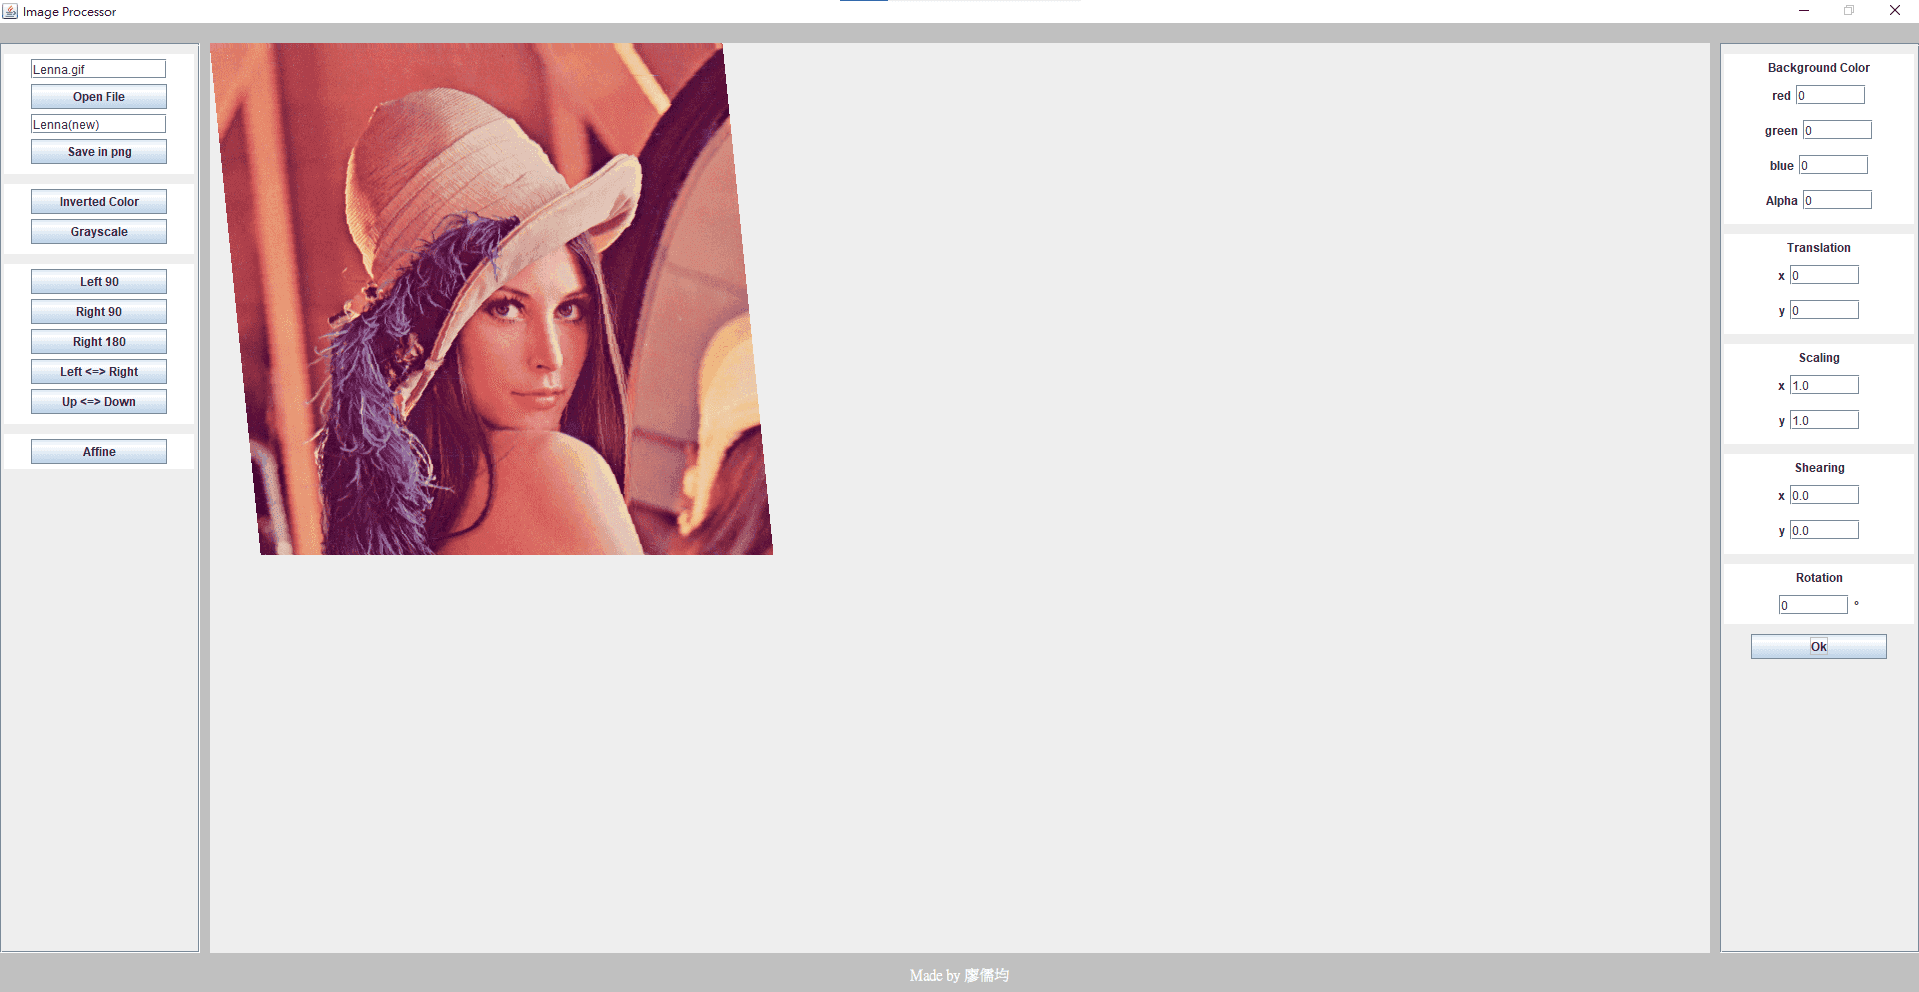 Image Processor
Lenna.gif
Open File
Lenna(new)
Save in png
Inverted Color
Grayscale
Left 90
Right 90
Right 180
Left <=> Right
Up <=> Down
Affine
Background Color
red 0
green 0
blue 0
Alpha 0
Translation
x 0
y 0
Scaling
x 1.0
y 1.0
Shearing
x 0.0
y 0.0
Rotation
0 °
Ok
Made by 廖儒均